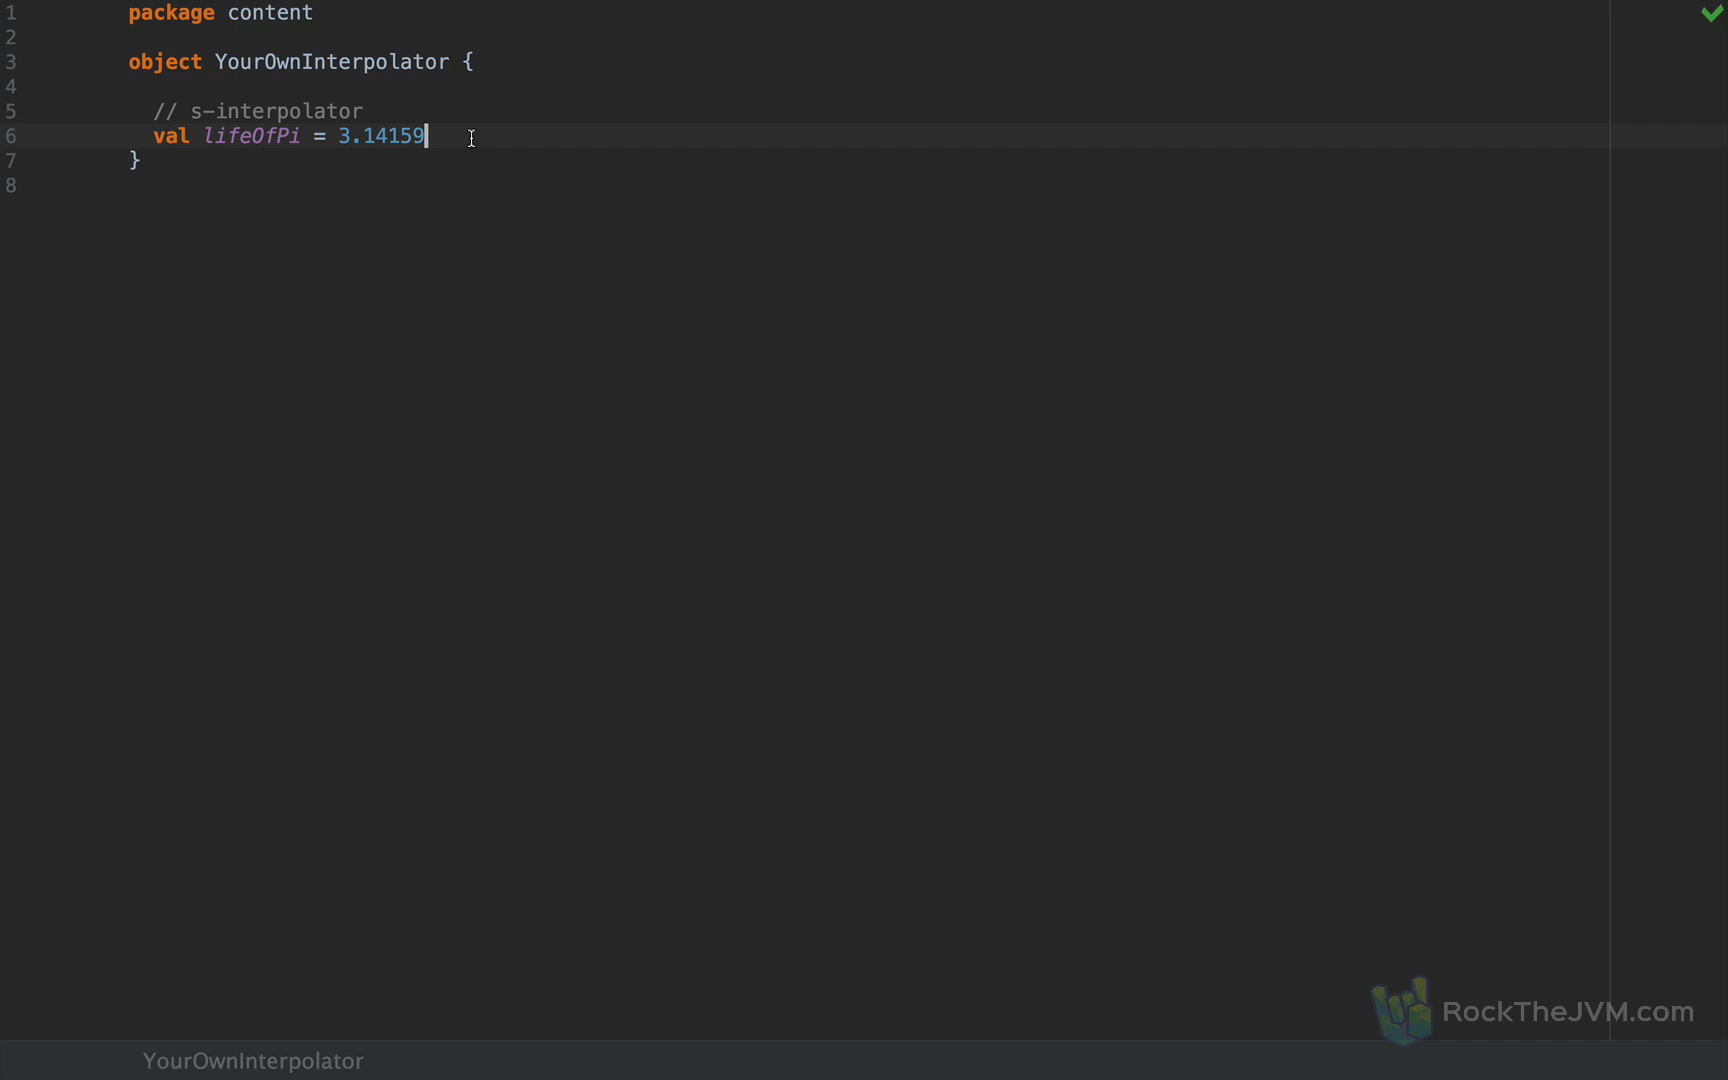 1 package content
2
3 object YourOwnInterpolator {
4
5 // s-interpolator
6 val lifeOfPi = 3.14159
7 }
8
RockTheJVM.com
YourOwnInterpolator